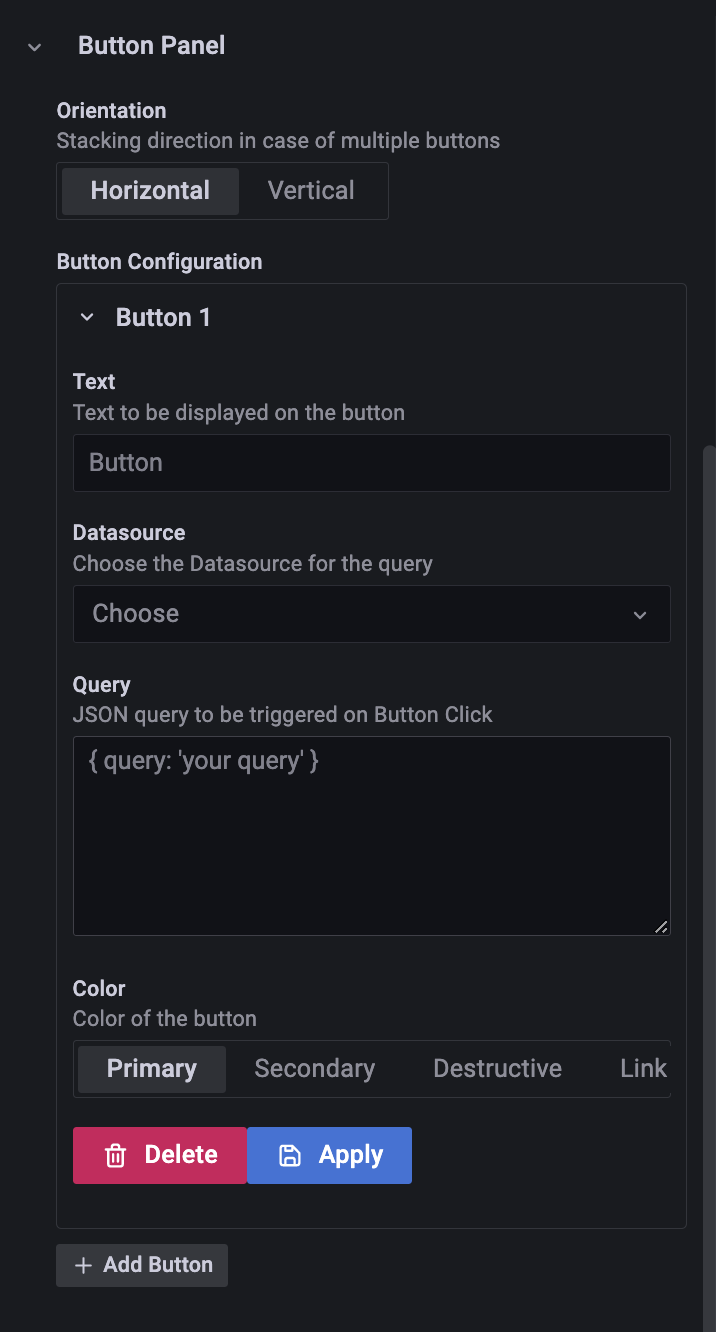 Button Panel
Orientation
Stacking direction in case of multiple buttons
Horizontal Vertical
Button Configuration
Button 1
Text
Text to be displayed on the button
Button
Datasource
Choose the Datasource for the query
Choose
Query
JSON query to be triggered on Button Click
{ query: 'your query' }
Color
Color of the button
Primary Secondary Destructive Link
Delete Apply
+ Add Button